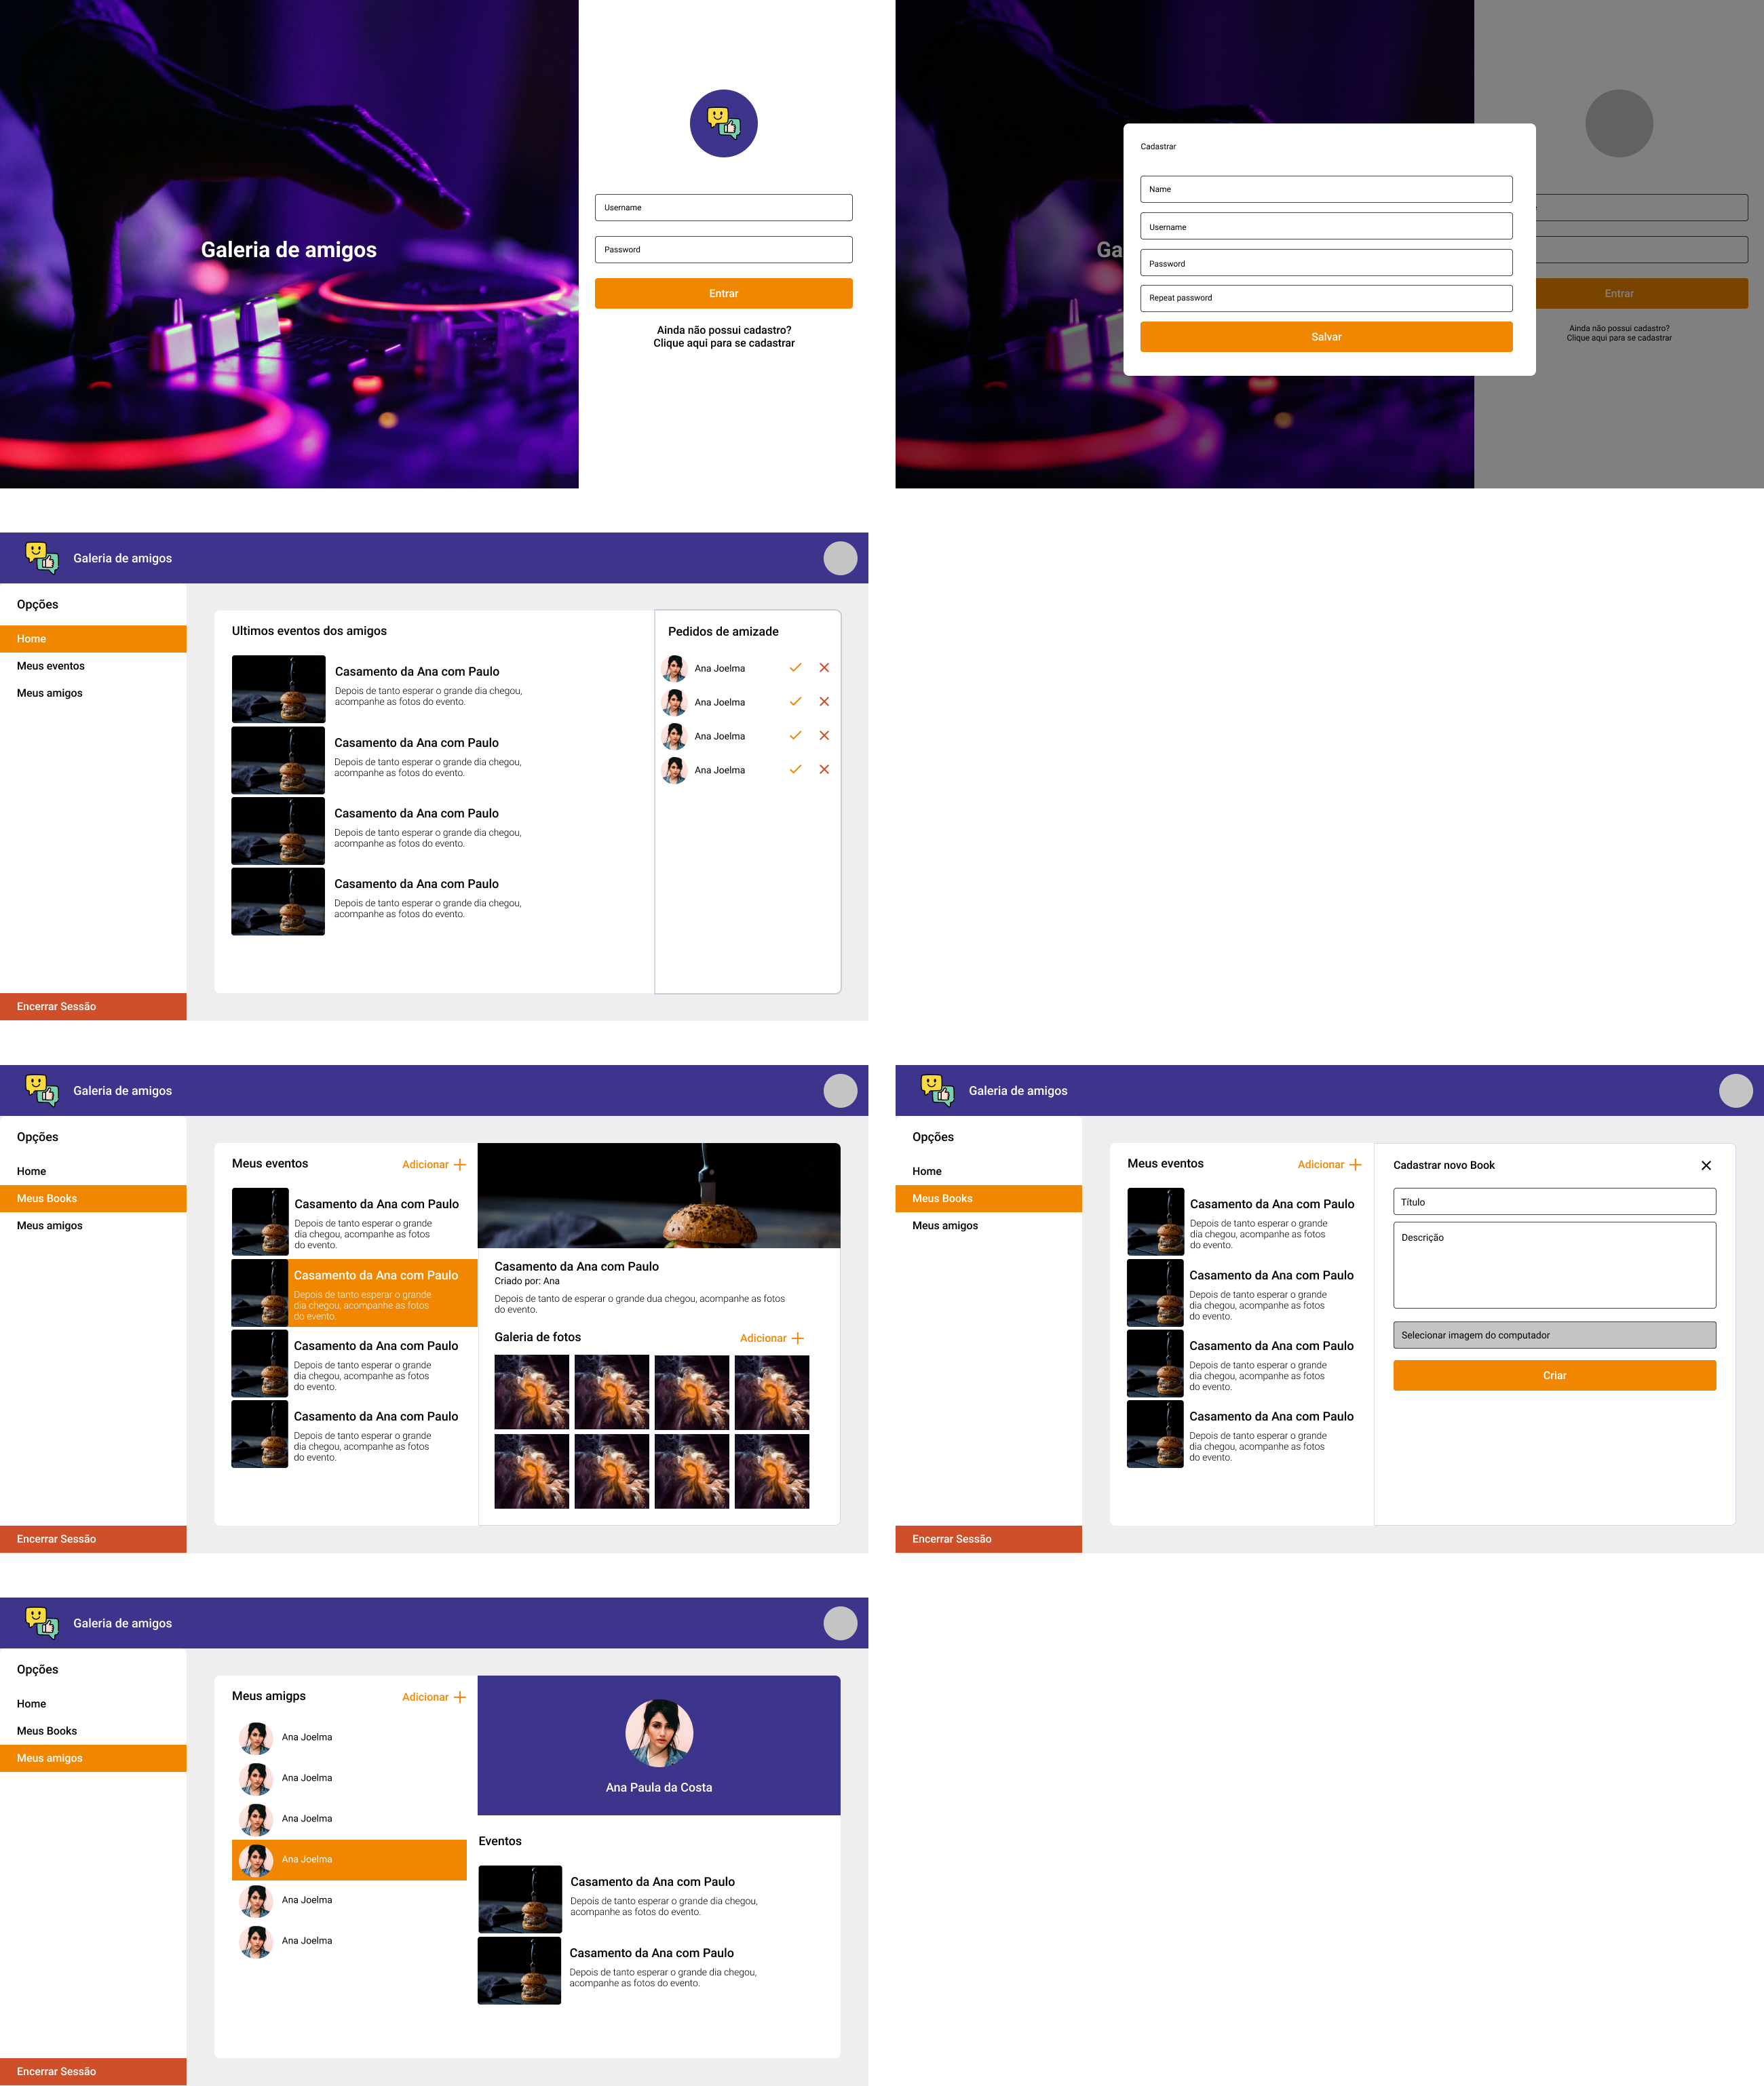 Galeria de amigos
Username
Password
Entrar
Ainda não possui cadastro?
Clique aqui para se cadastrar
Ga
Cadastrar
Name
Username
Password
Repeat password
Salvar
Entrar
Ainda não possui cadastro?
Clique aqui para se cadastrar
Galeria de amigos
Opções
Home
Meus eventos
Meus amigos
Encerrar Sessão
Ultimos eventos dos amigos
Casamento da Ana com Paulo
Depois de tanto esperar o grande dia chegou,
acompanhe as fotos do evento.
Casamento da Ana com Paulo
Depois de tanto esperar o grande dia chegou,
acompanhe as fotos do evento.
Casamento da Ana com Paulo
Depois de tanto esperar o grande dia chegou,
acompanhe as fotos do evento.
Casamento da Ana com Paulo
Depois de tanto esperar o grande dia chegou,
acompanhe as fotos do evento.
Pedidos de amizade
Ana Joelma
Ana Joelma
Ana Joelma
Ana Joelma
Galeria de amigos
Opções
Home
Meus Books
Meus amigos
Encerrar Sessão
Meus eventos
Adicionar
Casamento da Ana com Paulo
Depois de tanto esperar o grande
dia chegou, acompanhe as fotos
do evento.
Casamento da Ana com Paulo
Depois de tanto esperar o grande
dia chegou, acompanhe as fotos
do evento.
Casamento da Ana com Paulo
Depois de tanto esperar o grande
dia chegou, acompanhe as fotos
do evento.
Casamento da Ana com Paulo
Depois de tanto esperar o grande
dia chegou, acompanhe as fotos
do evento.
Casamento da Ana com Paulo
Criado por: Ana
Depois de tanto de esperar o grande dua chegou, acompanhe as fotos
do evento.
Galeria de fotos
Adicionar
Galeria de amigos
Opções
Home
Meus Books
Meus amigos
Encerrar Sessão
Meus eventos
Adicionar
Casamento da Ana com Paulo
Depois de tanto esperar o grande
dia chegou, acompanhe as fotos
do evento.
Casamento da Ana com Paulo
Depois de tanto esperar o grande
dia chegou, acompanhe as fotos
do evento.
Casamento da Ana com Paulo
Depois de tanto esperar o grande
dia chegou, acompanhe as fotos
do evento.
Casamento da Ana com Paulo
Depois de tanto esperar o grande
dia chegou, acompanhe as fotos
do evento.
Cadastrar novo Book
Título
Descrição
Selecionar imagem do computador
Criar
Galeria de amigos
Opções
Home
Meus Books
Meus amigos
Encerrar Sessão
Meus amigps
Adicionar
Ana Joelma
Ana Joelma
Ana Joelma
Ana Joelma
Ana Joelma
Ana Joelma
Ana Paula da Costa
Eventos
Casamento da Ana com Paulo
Depois de tanto esperar o grande dia chegou,
acompanhe as fotos do evento.
Casamento da Ana com Paulo
Depois de tanto esperar o grande dia chegou,
acompanhe as fotos do evento.